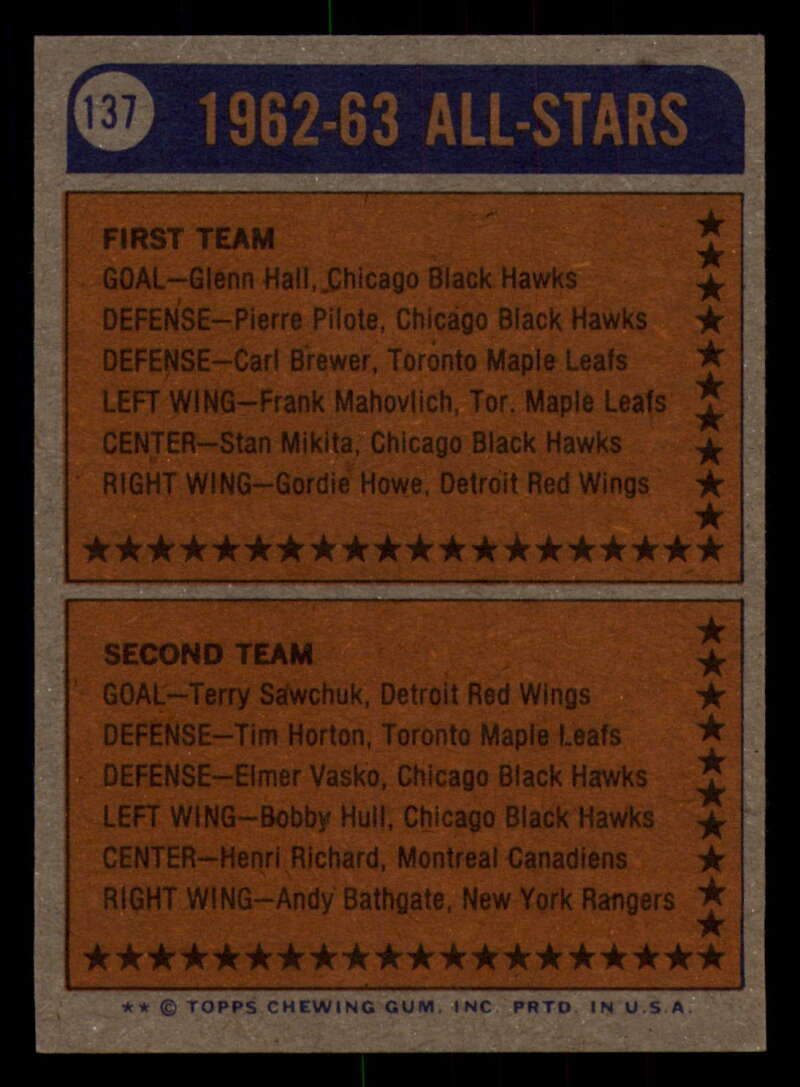 137
1962-63 ALL-STARS
FIRST TEAM
GOAL—Glenn Hall, Chicago Black Hawks
DEFENSE—Pierre Pilote, Chicago Black Hawks
DEFENSE—Carl Brewer, Toronto Maple Leafs
LEFT WING—Frank Mahovlich, Tor. Maple Leafs
CENTER—Stan Mikita, Chicago Black Hawks
RIGHT WING—Gordie Howe, Detroit Red Wings
SECOND TEAM
GOAL—Terry Sawchuk, Detroit Red Wings
DEFENSE—Tim Horton, Toronto Maple Leafs
DEFENSE—Elmer Vasko, Chicago Black Hawks
LEFT WING—Bobby Hull, Chicago Black Hawks
CENTER—Henri Richard, Montreal Canadiens
RIGHT WING—Andy Bathgate, New York Rangers
** © TOPPS CHEWING GUM, INC. PRTD. IN U.S.A.